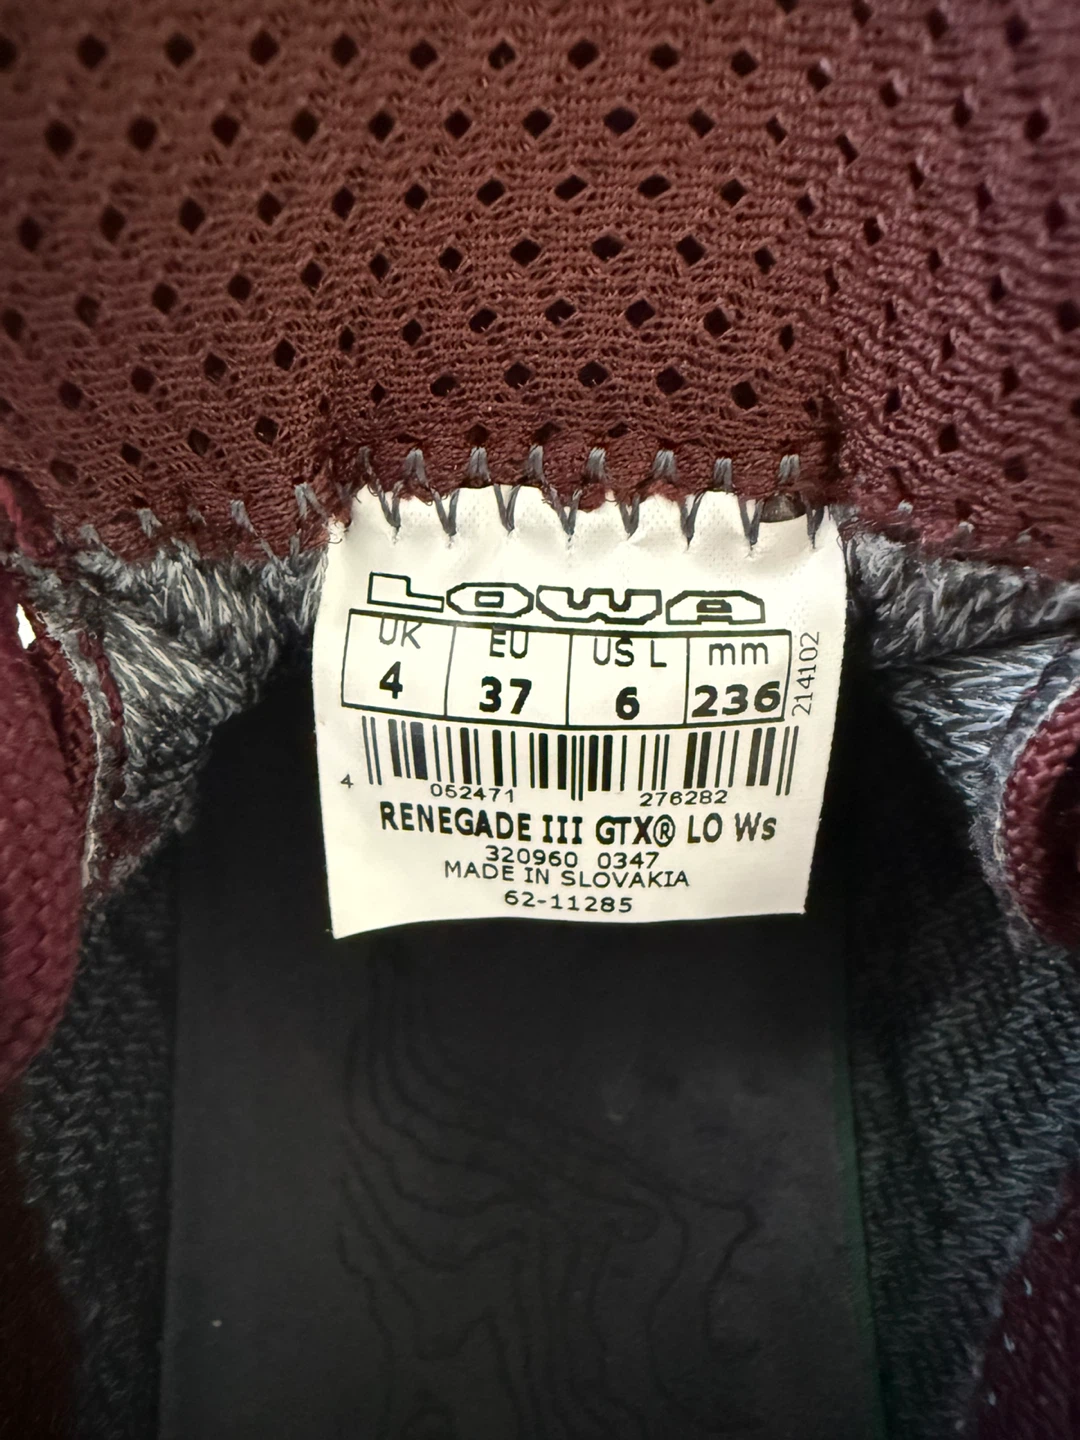 LOWA
UK EU US L mm
4 37 6 236
214102
4 052471 276282
RENEGADE III GTX® LO Ws
320960 0347
MADE IN SLOVAKIA
62-11285